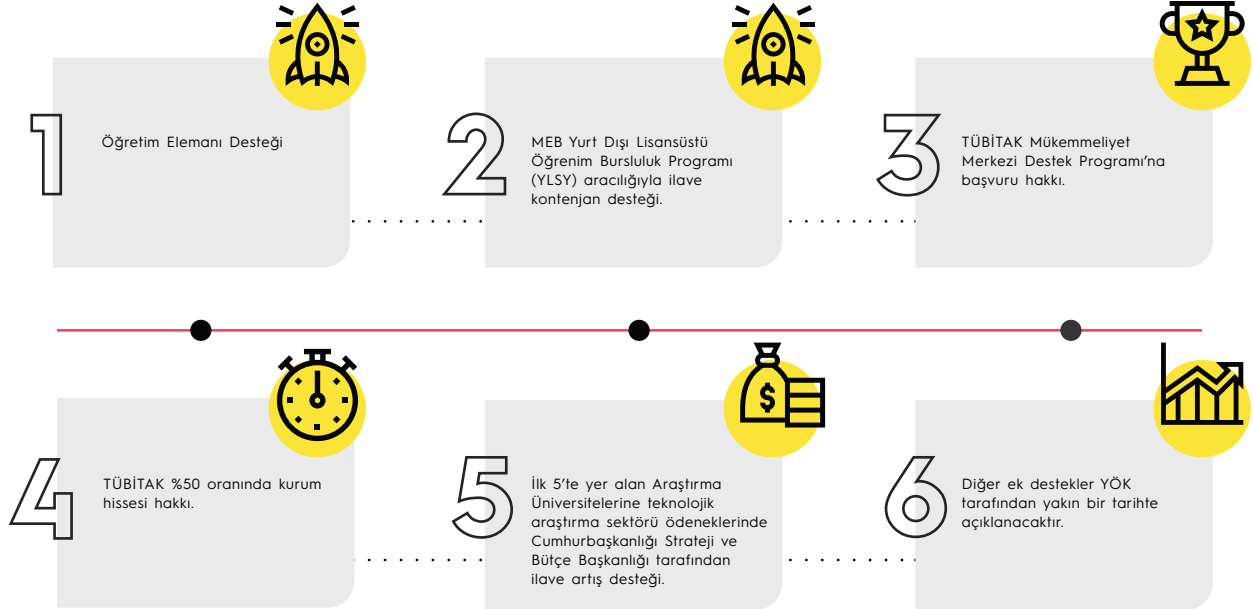 1
Öğretim Elemanı Desteği
2
MEB Yurt Dışı Lisansüstü
Öğrenim Bursluluk Programı
(YLSY) aracılığıyla ilave
kontenjan desteği.
3
TÜBİTAK Mükemmeliyet
Merkezi Destek Programı’na
başvuru hakkı.
4
TÜBİTAK %50 oranında kurum
hissesi hakkı.
5
İlk 5’te yer alan Araştırma
Üniversitelerine teknolojik
araştırma sektörü ödeneklerinde
Cumhurbaşkanlığı Strateji ve
Bütçe Başkanlığı tarafından
ilave artış desteği.
6
Diğer ek destekler YÖK
tarafından yakın bir tarihte
açıklanacaktır.
$